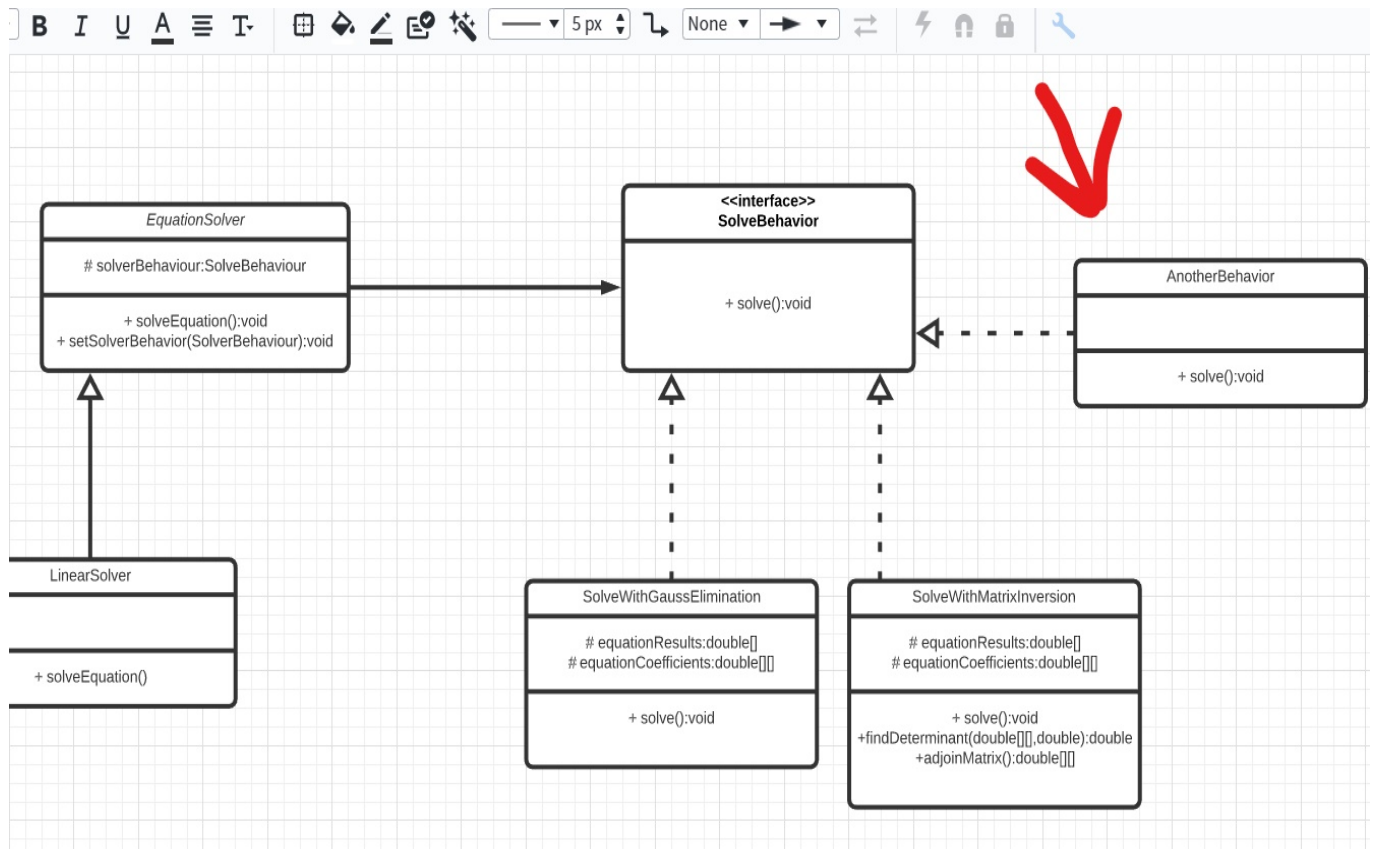 B I U A T
5 px
None
EquationSolver
# solverBehaviour:SolveBehaviour
+ solveEquation():void
+ setSolverBehavior(SolverBehaviour):void
<<interface>>
SolveBehavior
+ solve():void
AnotherBehavior
+ solve():void
LinearSolver
+ solveEquation()
SolveWithGaussElimination
# equationResults:double[]
# equationCoefficients:double[][]
+ solve():void
SolveWithMatrixInversion
# equationResults:double[]
# equationCoefficients:double[][]
+ solve():void
+findDeterminant(double[][],double):double
+adjoinMatrix():double[][]